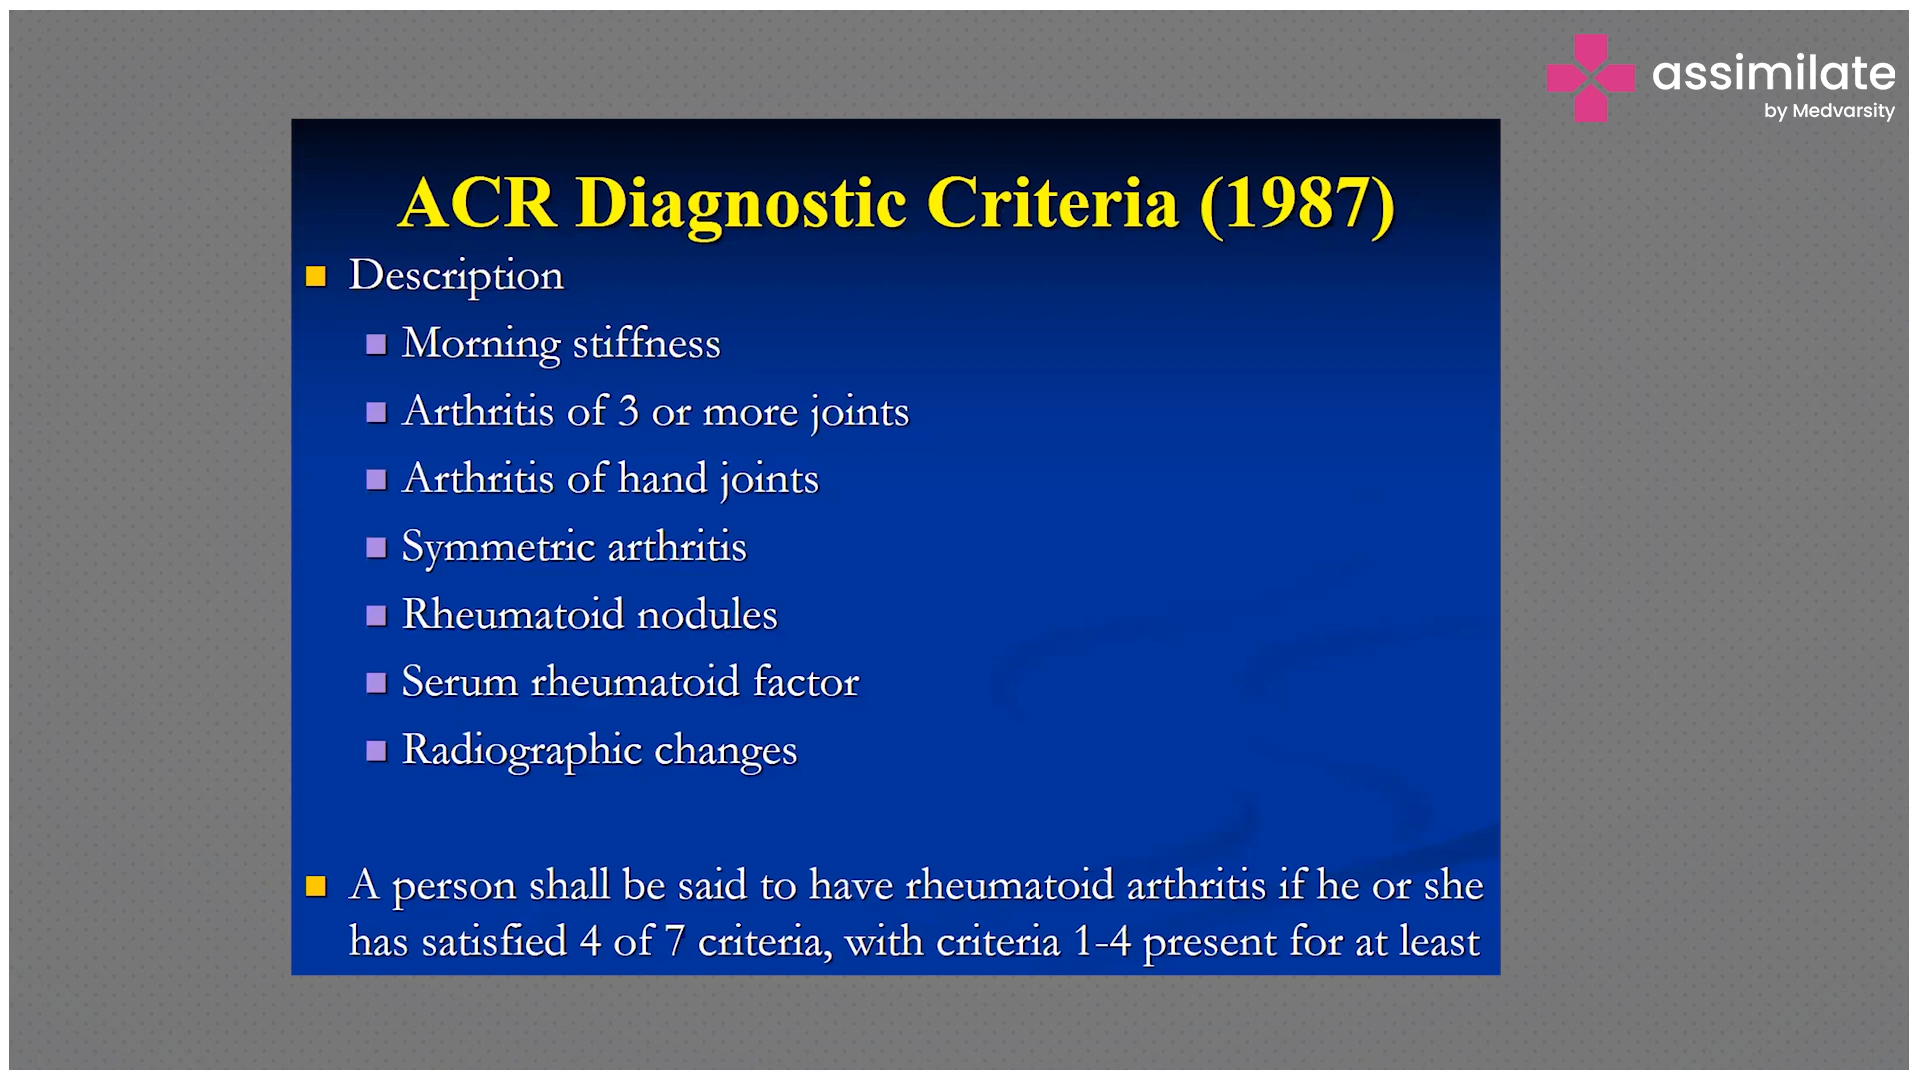 assimilate
by Medvarsity
ACR Diagnostic Criteria (1987)
Description
Morning stiffness
Arthritis of 3 or more joints
Arthritis of hand joints
Symmetric arthritis
Rheumatoid nodules
Serum rheumatoid factor
Radiographic changes
A person shall be said to have rheumatoid arthritis if he or she
has satisfied 4 of 7 criteria, with criteria 1-4 present for at least